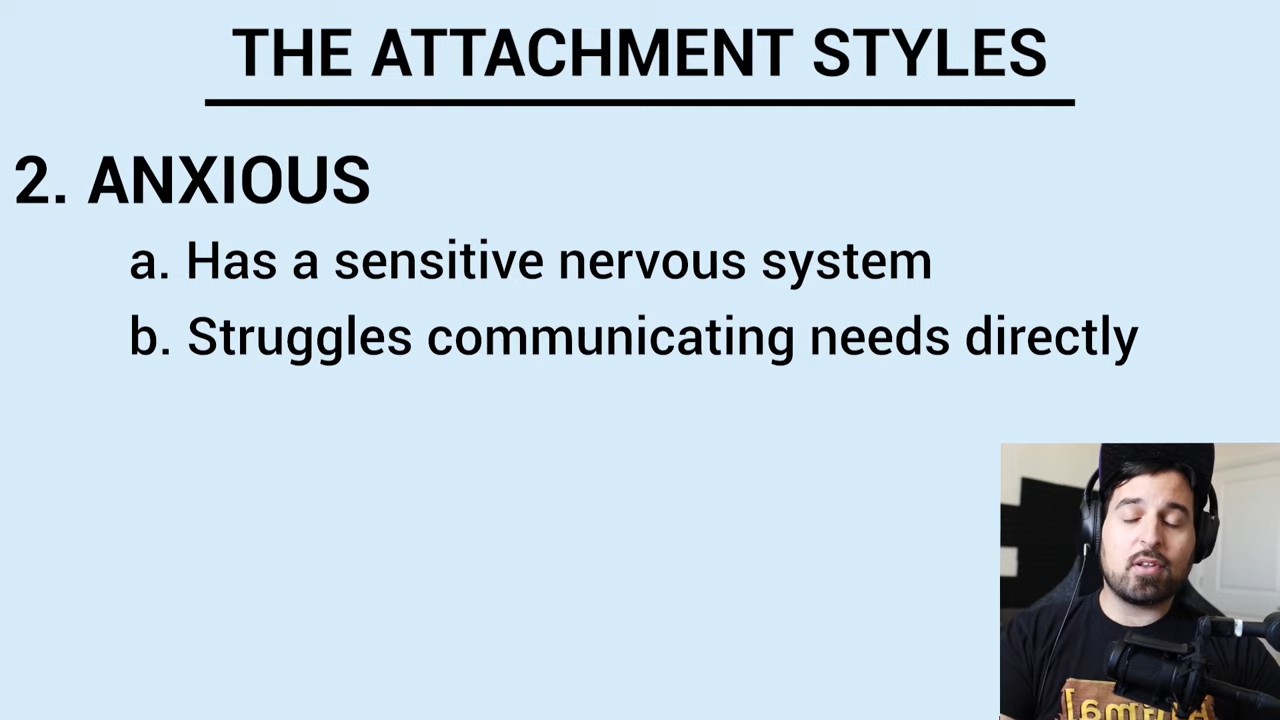 THE ATTACHMENT STYLES
2. ANXIOUS
a. Has a sensitive nervous system
b. Struggles communicating needs directly